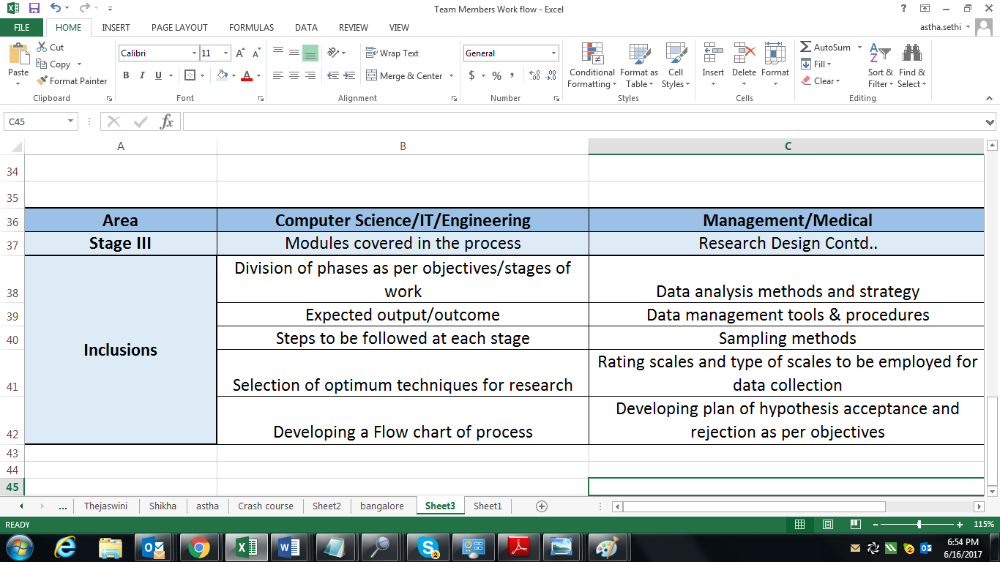 Team Members Work flow - Excel
?
FILE HOME INSERT PAGE LAYOUT FORMULAS DATA REVIEW VIEW
astha.sethi
Paste
Cut
Copy
Format Painter
Clipboard
Calibri 11
A A
B I U
A
Font
Wrap Text
Merge & Center
Alignment
General
$ % ,
Number
Conditional Formatting
Format as Table
Cell Styles
Styles
Insert
Delete
Format
Cells
AutoSum
Fill
Clear
Sort & Filter
Find & Select
Editing
C45
fx
A B C
34
35
36 Area Computer Science/IT/Engineering Management/Medical
37 Stage III Modules covered in the process Research Design Contd..
Inclusions
38 Division of phases as per objectives/stages of
work
Data analysis methods and strategy
39 Expected output/outcome Data management tools & procedures
40 Steps to be followed at each stage Sampling methods
41 Selection of optimum techniques for research
Rating scales and type of scales to be employed for
data collection
42 Developing a Flow chart of process
Developing plan of hypothesis acceptance and
rejection as per objectives
43
44
45
... Thejaswini Shikha astha Crash course Sheet2 bangalore Sheet3 Sheet1
READY
115%
6:54 PM
6/16/2017